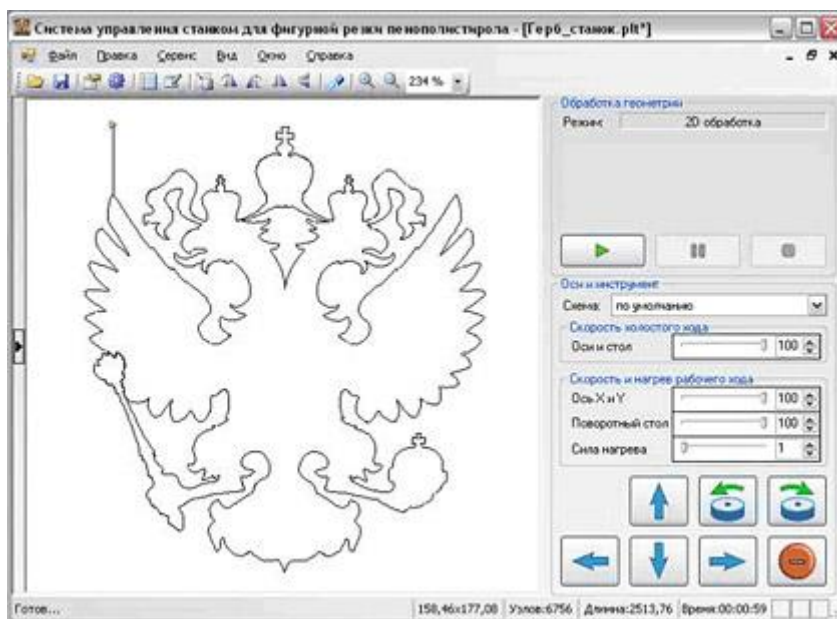 Система управления станком для фигурной резки пенополистирола - [Герб_станок.plt*]
Файл Правка Сервис Вид Окно Справка
234 %
Обработка геометрии
Режим: 2D обработка
Оси и инструмент
Схема: по умолчанию
Скорость холостого хода
Оси и стол 100
Скорость и нагрев рабочего хода
Ось X и Y 100
Поворотный стол 100
Сила нагрева 1
Готов... 158,46x177,08 Узлов:6756 Длинна:2513,76 Время:00:00:59